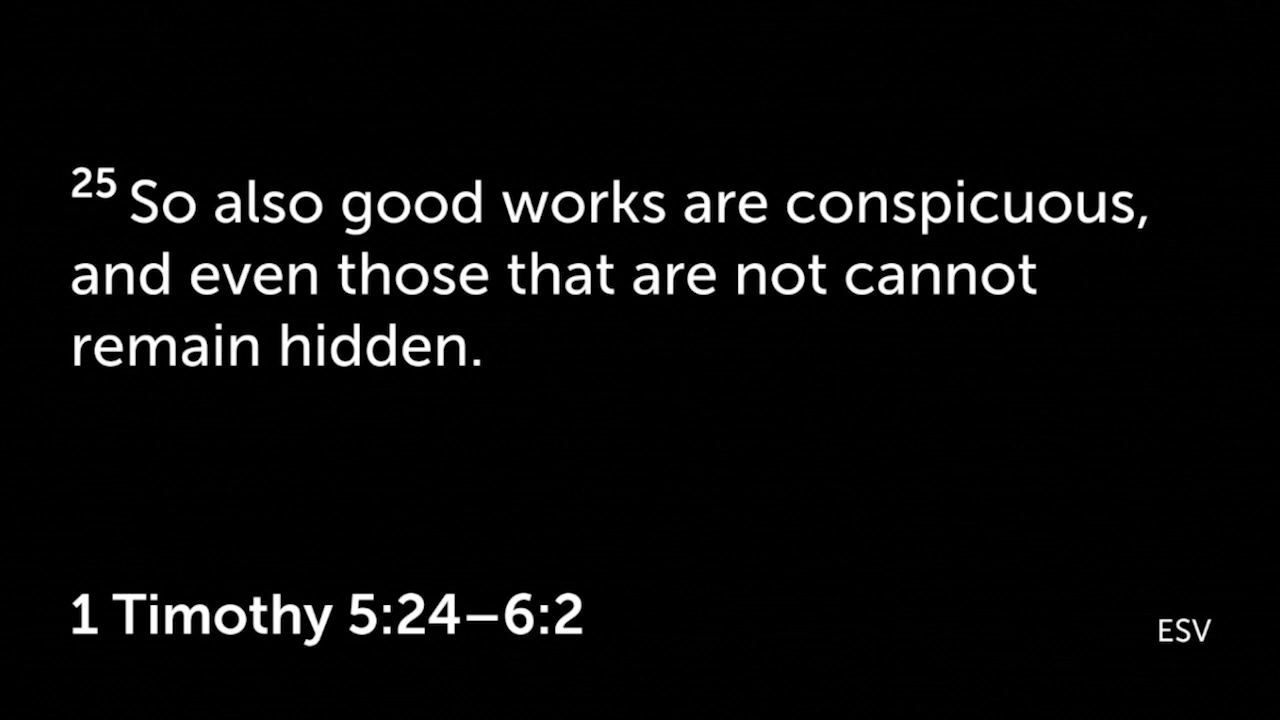 25 So also good works are conspicuous,
and even those that are not cannot
remain hidden.
1 Timothy 5:24–6:2
ESV